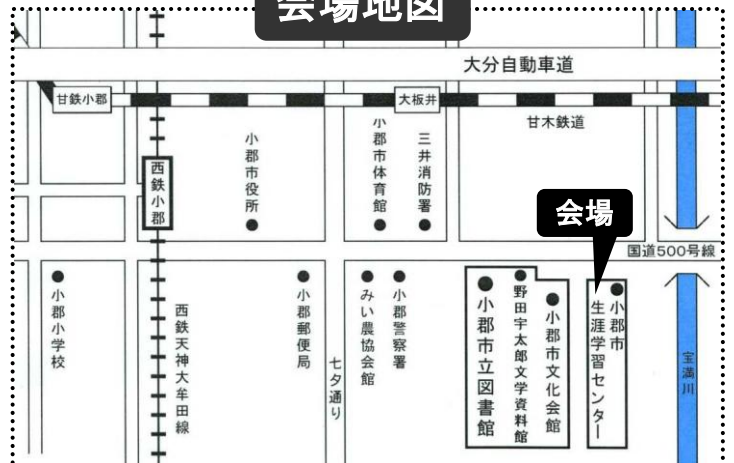 会場地図
大分自動車道
甘鉄小郡
大板井
甘木鉄道
小郡市役所
小郡市体育館
三井消防署
西鉄小郡
会場
国道500号線
小郡小学校
西鉄天神大牟田線
小郡郵便局
七夕通り
みい農協会館
小郡警察署
小郡市立図書館
野田宇太郎文学資料館
小郡市文化会館
小郡市
生涯学習センター
宝満川